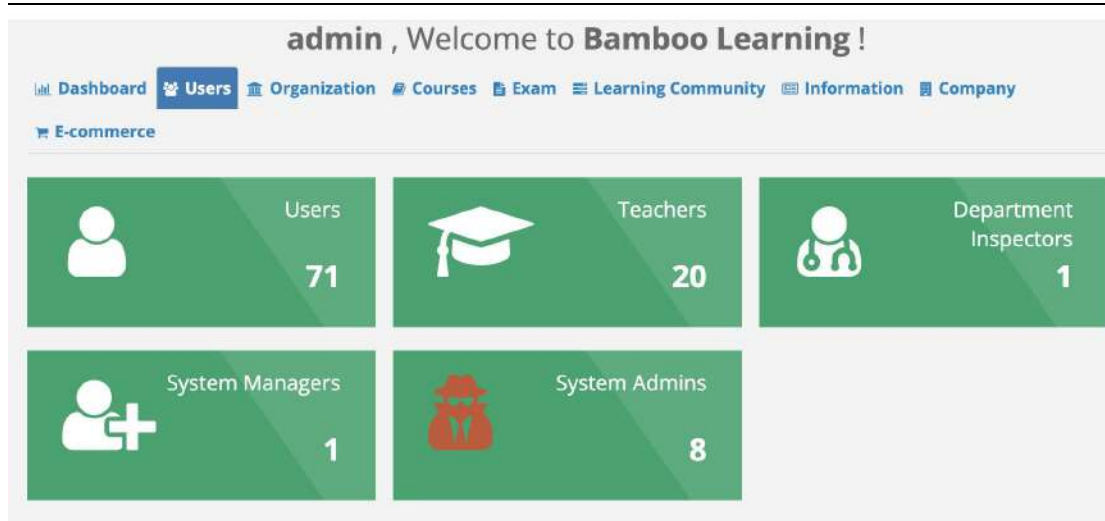 admin , Welcome to Bamboo Learning !
Dashboard Users Organization Courses Exam Learning Community Information Company
E-commerce
Users
71
Teachers
20
Department
Inspectors
1
System Managers
1
System Admins
8